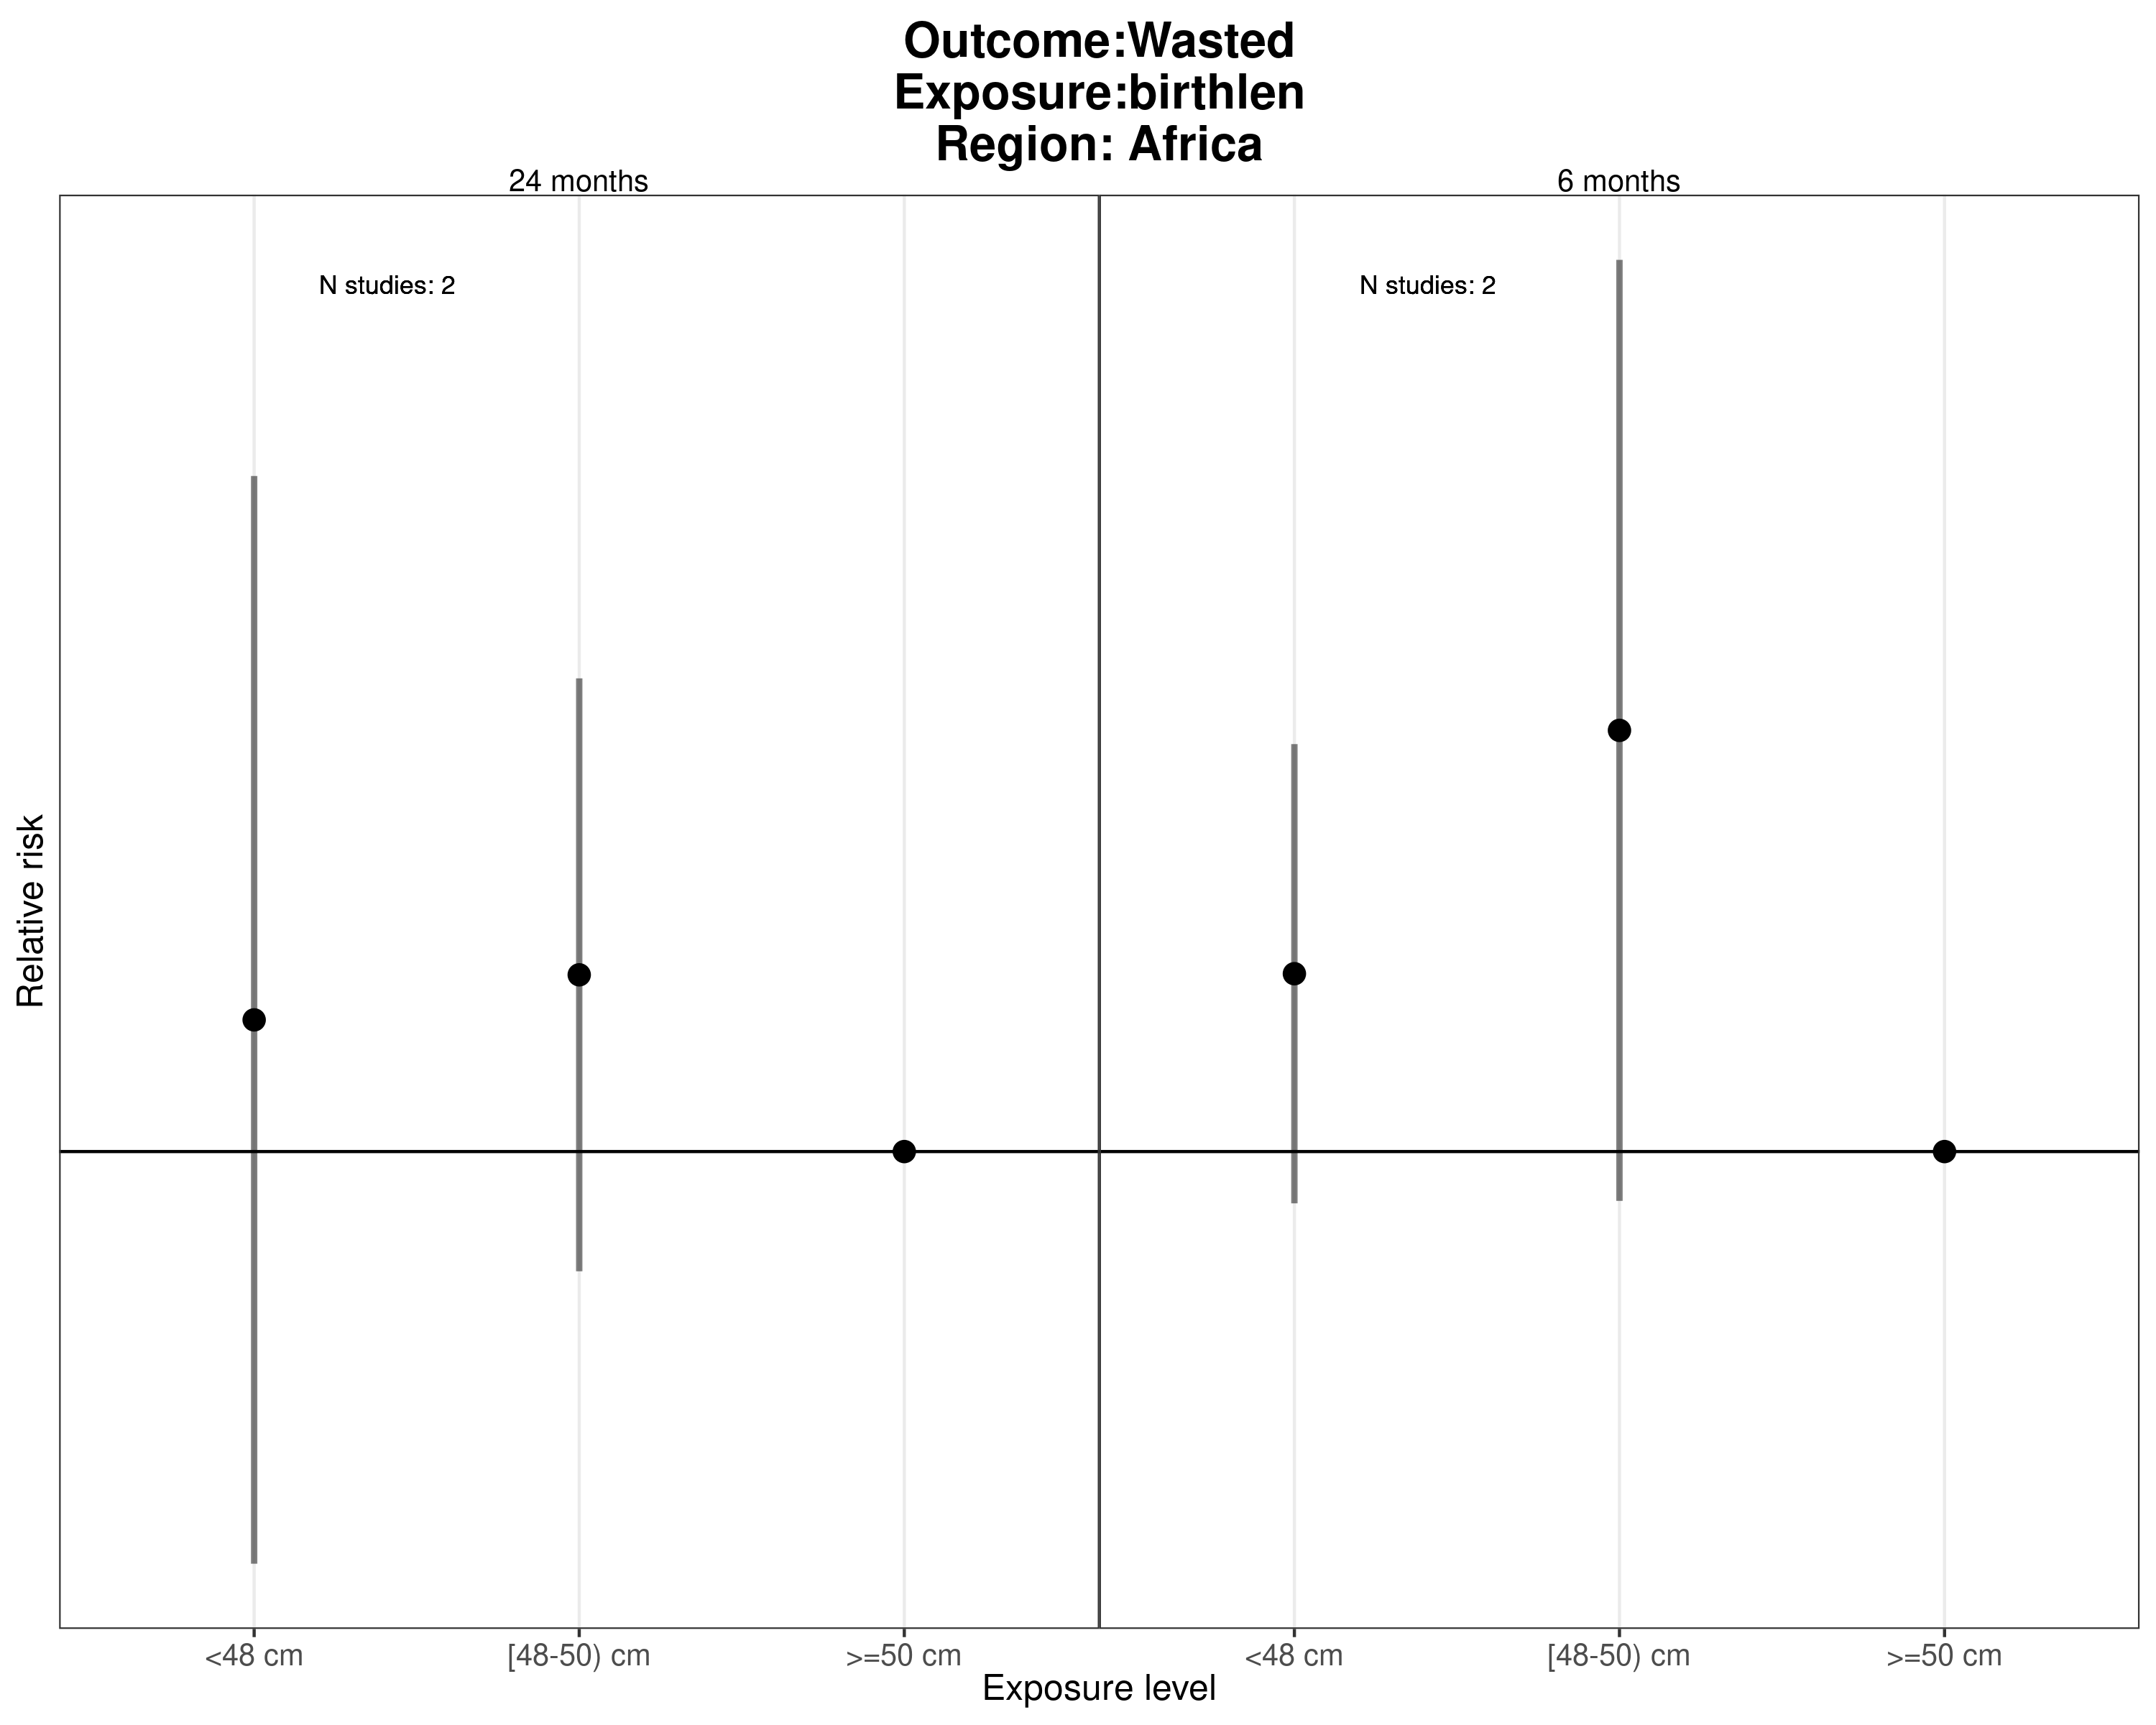 Outcome:Wasted
Exposure:birthlen
Region: Africa
24 months
6 months
N studies: 2
N studies: 2
Relative risk
<48 cm
[48-50) cm
>=50 cm
<48 cm
[48-50) cm
>=50 cm
Exposure level